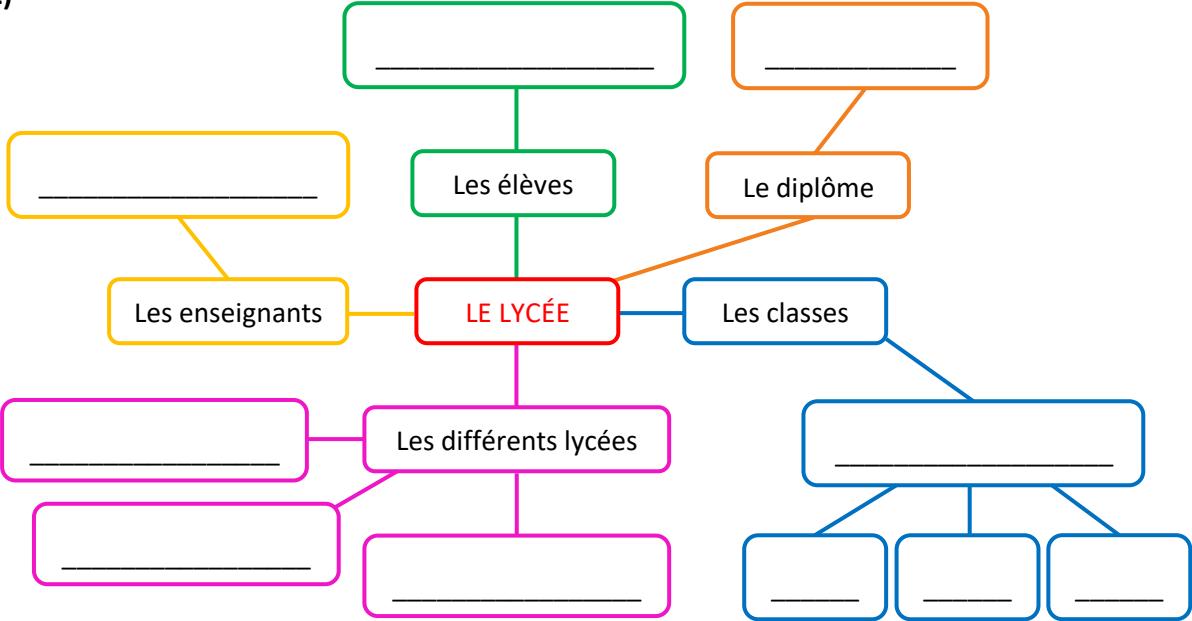 Les élèves
Le diplôme
Les enseignants
LE LYCÉE
Les classes
Les différents lycées